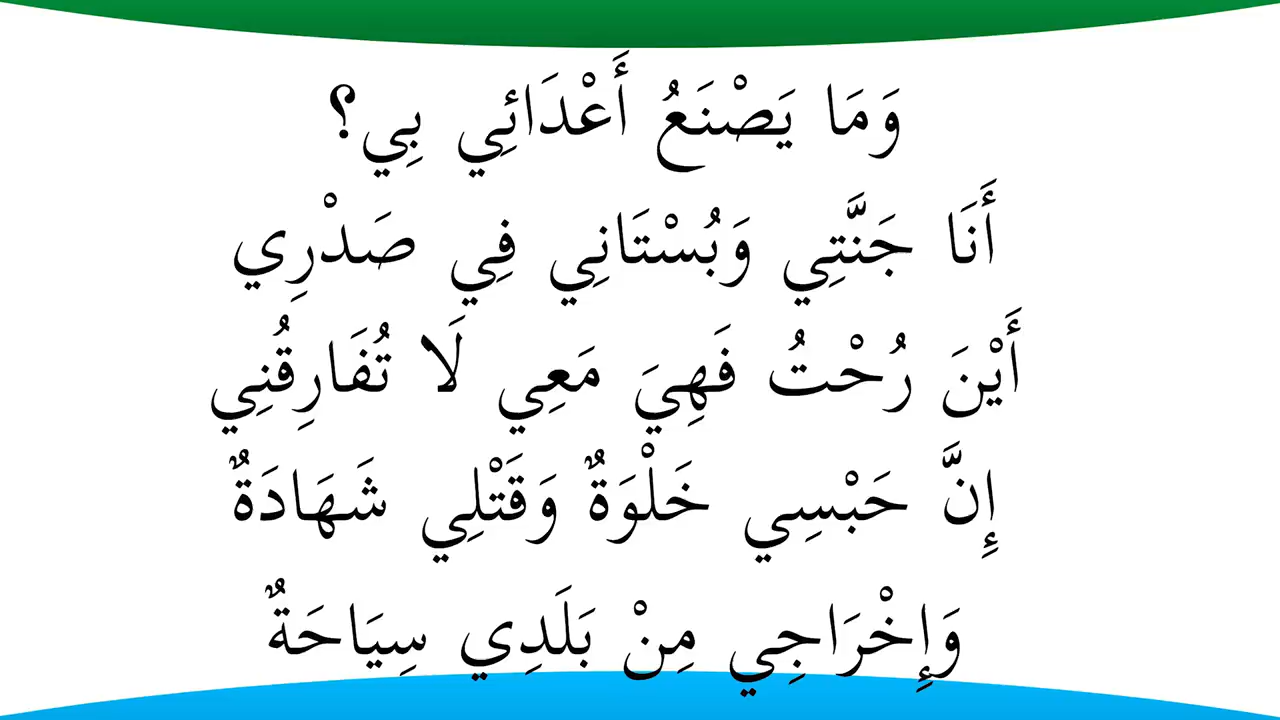 وَمَا يَصْنَعُ أَعْدَائِي بِي؟
أَنَا جَنَّتِي وَبُسْتَانِي فِي صَدْرِي
أَيْنَ رُحْتُ فَهِيَ مَعِي لَا تُفَارِقُنِي
إِنَّ حَبْسِي خَلْوَةٌ وَقَتْلِي شَهَادَةٌ
وَإِخْرَاجِي مِنْ بَلَدِي سِيَاحَةٌ